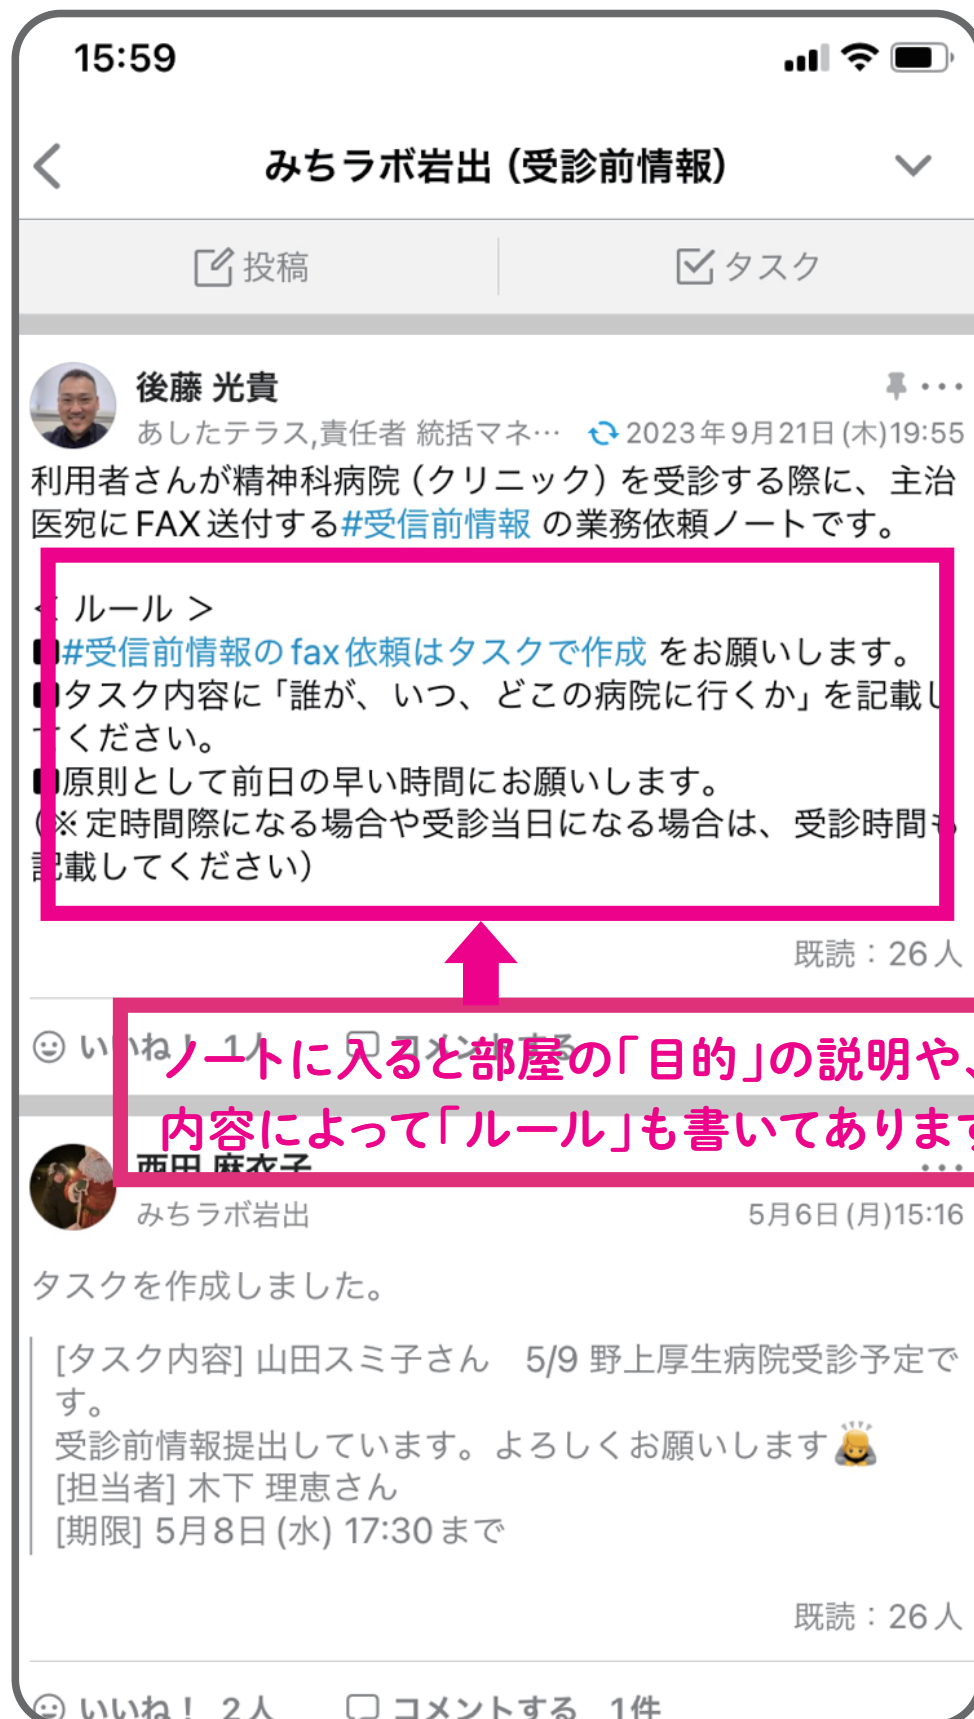 15:59
みちラボ岩出（受診前情報）
投稿
タスク
後藤 光貴
あしたテラス,責任者 統括マネ… 2023年9月21日(木)19:55
利用者さんが精神科病院（クリニック）を受診する際に、主治
医宛にFAX送付する#受信前情報 の業務依頼ノートです。
＜ ルール ＞
■#受信前情報のfax依頼はタスクで作成 をお願いします。
■タスク内容に「誰が、いつ、どこの病院に行くか」を記載し
てください。
■原則として前日の早い時間にお願いします。
（※定時間際になる場合や受診当日になる場合は、受診時間も
記載してください）
既読：26人
いいね！ 1人 コメントする
ノートに入ると部屋の「目的」の説明や、
内容によって「ルール」も書いてあります
西田 麻衣子
みちラボ岩出 5月6日(月)15:16
タスクを作成しました。
[タスク内容] 山田スミ子さん　5/9 野上厚生病院受診予定で
す。
受診前情報提出しています。よろしくお願いします🙇
[担当者] 木下 理恵さん
[期限] 5月8日(水) 17:30まで
既読：26人
いいね！ 2人 コメントする 1件